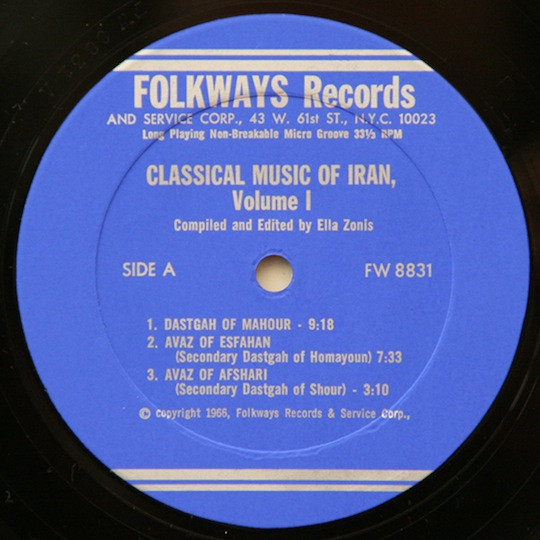 FOLKWAYS Records
AND SERVICE CORP., 43 W. 61st ST., N.Y.C. 10023
Long Playing Non-Breakable Micro Groove 33⅓ RPM
CLASSICAL MUSIC OF IRAN,
Volume I
Compiled and Edited by Ella Zonis
SIDE A
FW 8831
1. DASTGAH OF MAHOUR - 9:18
2. AVAZ OF ESFAHAN
(Secondary Dastgah of Homayoun) 7:33
3. AVAZ OF AFSHARI
(Secondary Dastgah of Shour) - 3:10
© copyright 1966, Folkways Records & Service Corp.,